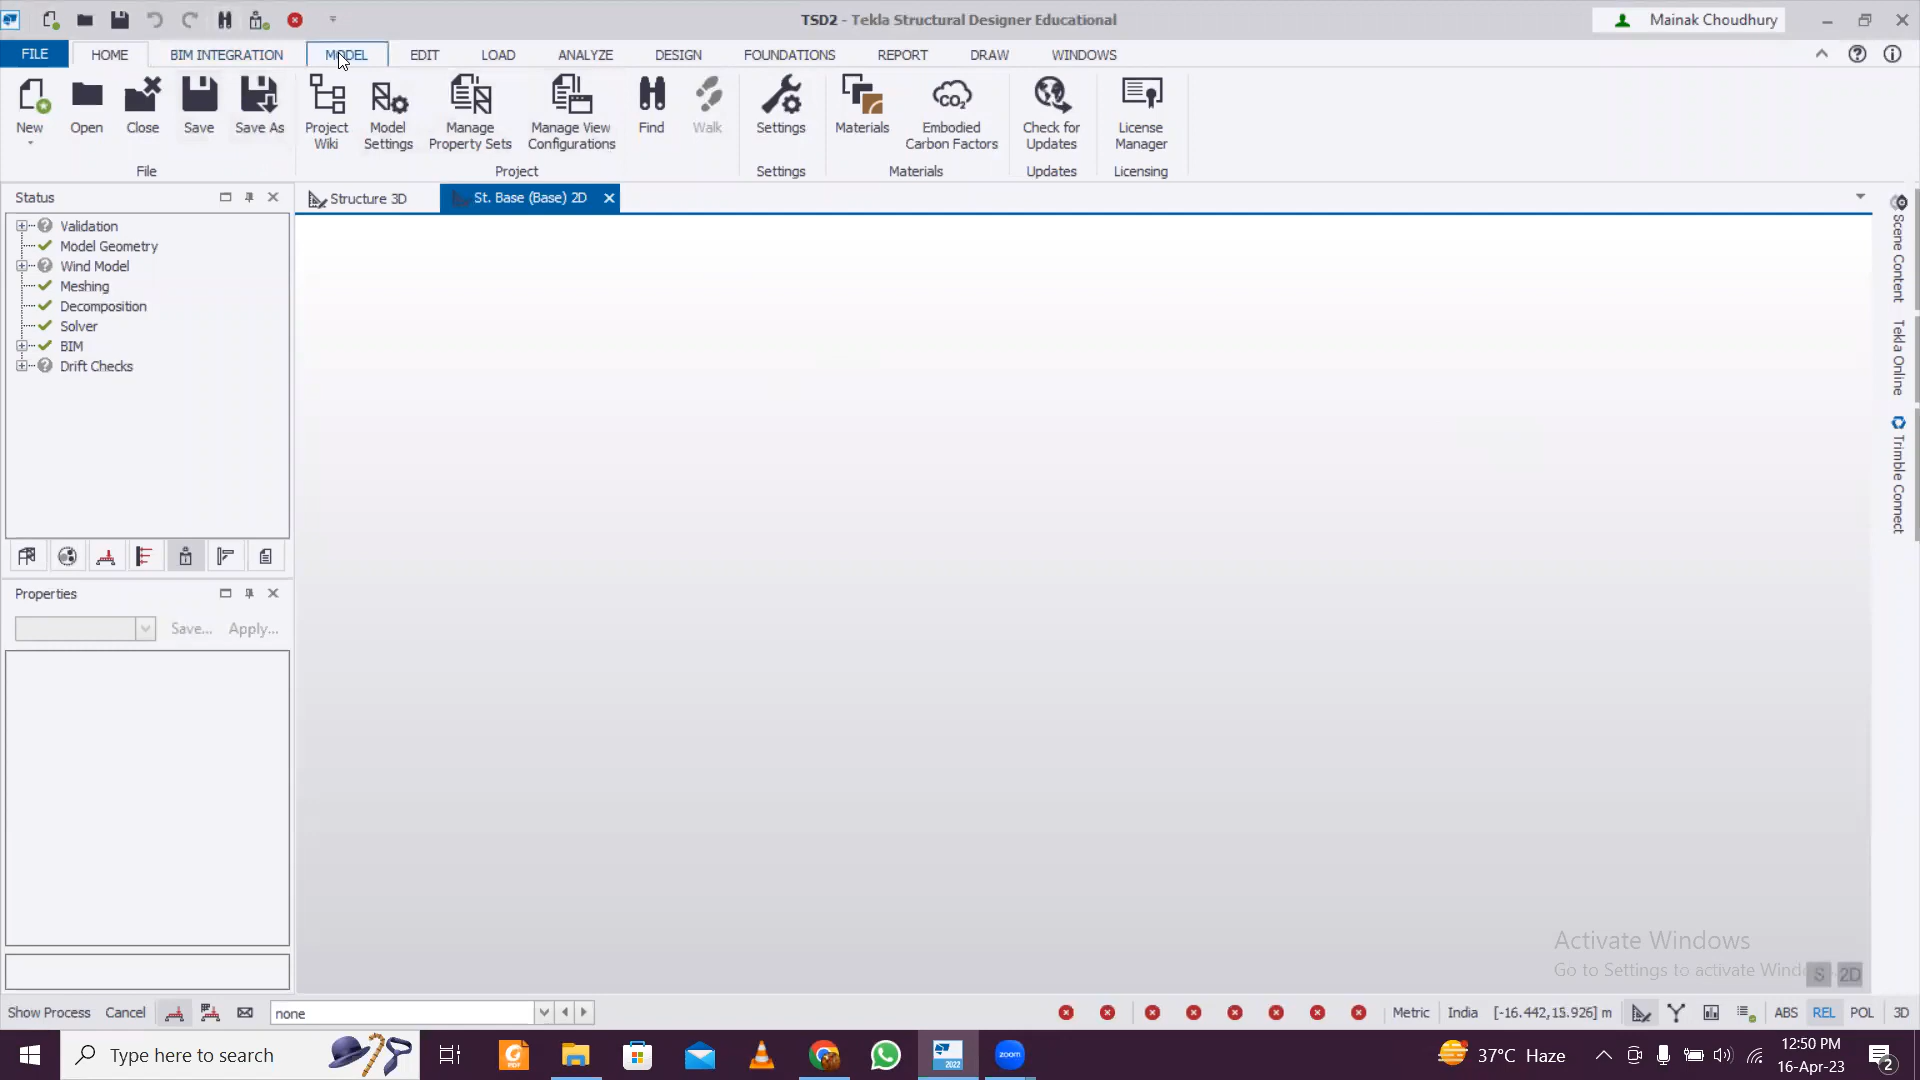 TSD2 - Tekla Structural Designer Educational
Mainak Choudhury
FILE HOME BIM INTEGRATION MODEL EDIT LOAD ANALYZE DESIGN FOUNDATIONS REPORT DRAW WINDOWS
New Open Close Save Save As
Project Wiki
Model Settings
Manage Property Sets
Manage View Configurations
Find Walk
Settings
Materials
Embodied Carbon Factors
Check for Updates
License Manager
File Project Settings Materials Updates Licensing
Status
Structure 3D
St. Base (Base) 2D
Validation
Model Geometry
Wind Model
Meshing
Decomposition
Solver
BIM
Drift Checks
Scene Content
Tekla Online
Trimble Connect
Properties
Save... Apply...
Activate Windows
Go to Settings to activate Wind
S 2D
Show Process Cancel none Metric India [-16.442,15.926] m ABS REL POL 3D
Type here to search
PDF
2022
zoom
37°C Haze
12:50 PM
16-Apr-23
2